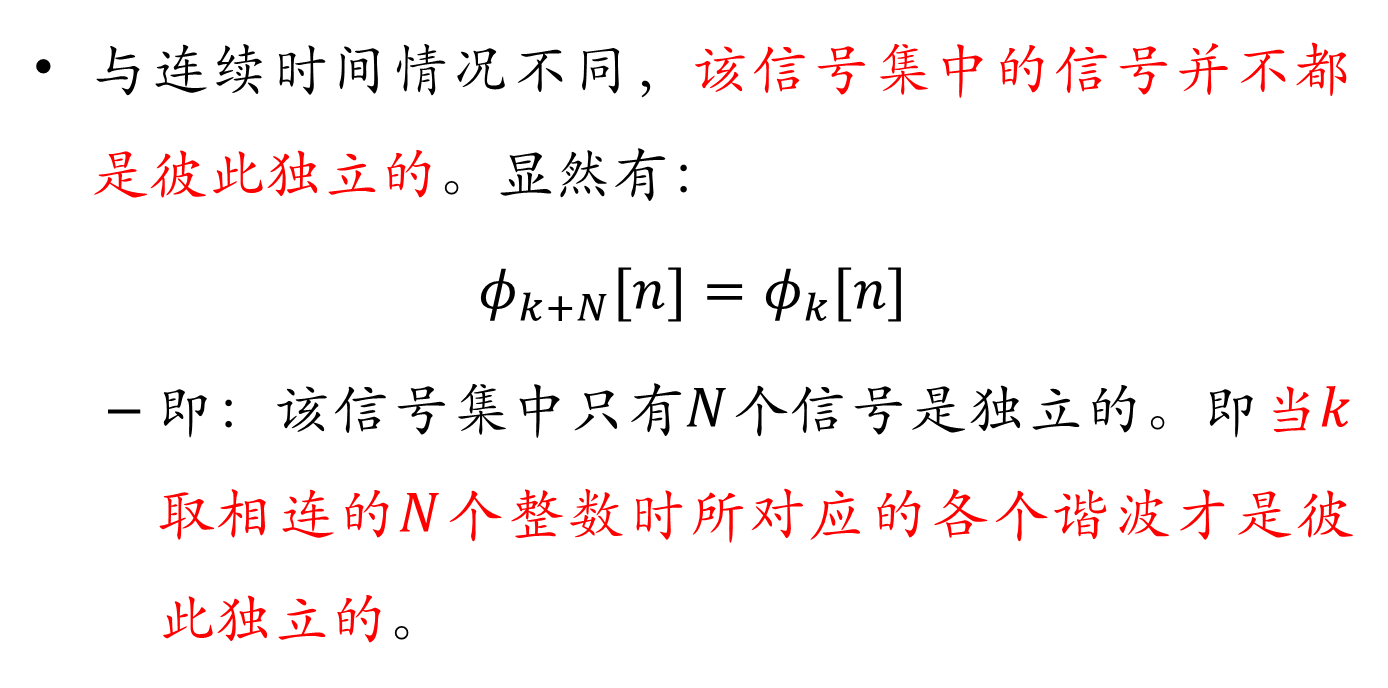 • 与连续时间情况不同，该信号集中的信号并不都
是彼此独立的。显然有：
ϕₖ₊N[n] = ϕₖ[n]
– 即：该信号集中只有N个信号是独立的。即当k
取相连的N个整数时所对应的各个谐波才是彼
此独立的。